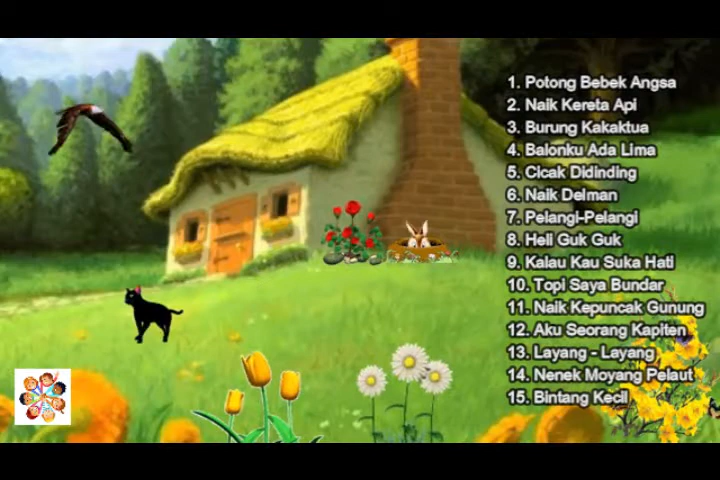 1. Potong Bebek Angsa
2. Naik Kereta Api
3. Burung Kakaktua
4. Balonku Ada Lima
5. Cicak Didinding
6. Naik Delman
7. Pelangi-Pelangi
8. Heli Guk Guk
9. Kalau Kau Suka Hati
10. Topi Saya Bundar
11. Naik Kepuncak Gunung
12. Aku Seorang Kapiten
13. Layang - Layang
14. Nenek Moyang Pelaut
15. Bintang Kecil